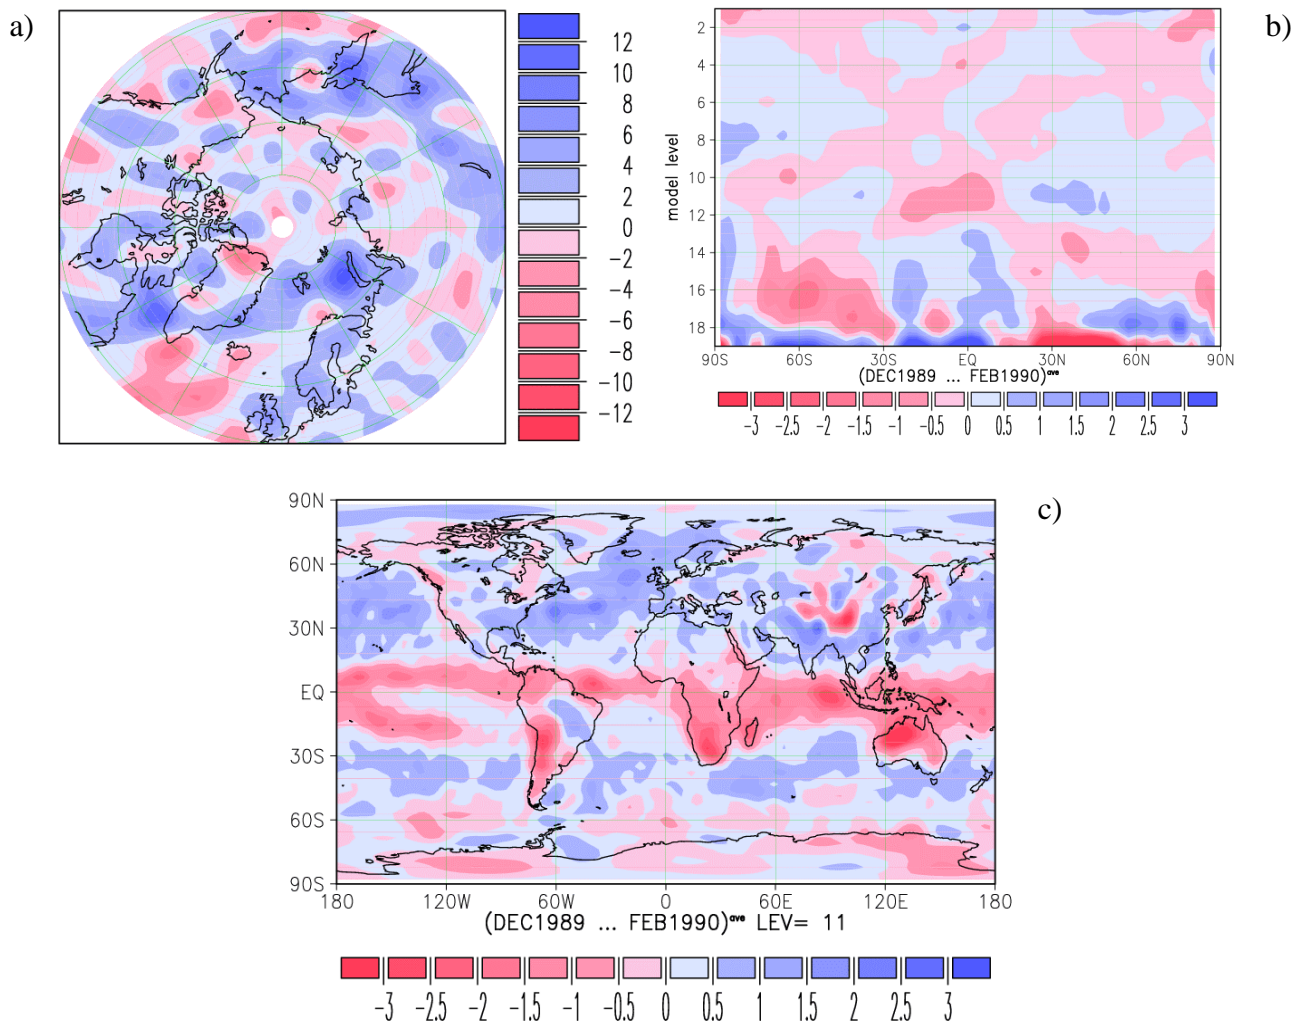 a)
12
10
8
6
4
2
0
−2
−4
−6
−8
−10
−12
b)
model level
2
4
6
8
10
12
14
16
18
90S 60S 30S EQ 30N 60N 90N
(DEC1989 ... FEB1990)ave
−3 −2.5 −2 −1.5 −1 −0.5 0 0.5 1 1.5 2 2.5 3
c)
90N
60N
30N
EQ
30S
60S
90S
180 120W 60W 0 60E 120E 180
(DEC1989 ... FEB1990)ave LEV= 11
−3 −2.5 −2 −1.5 −1 −0.5 0 0.5 1 1.5 2 2.5 3